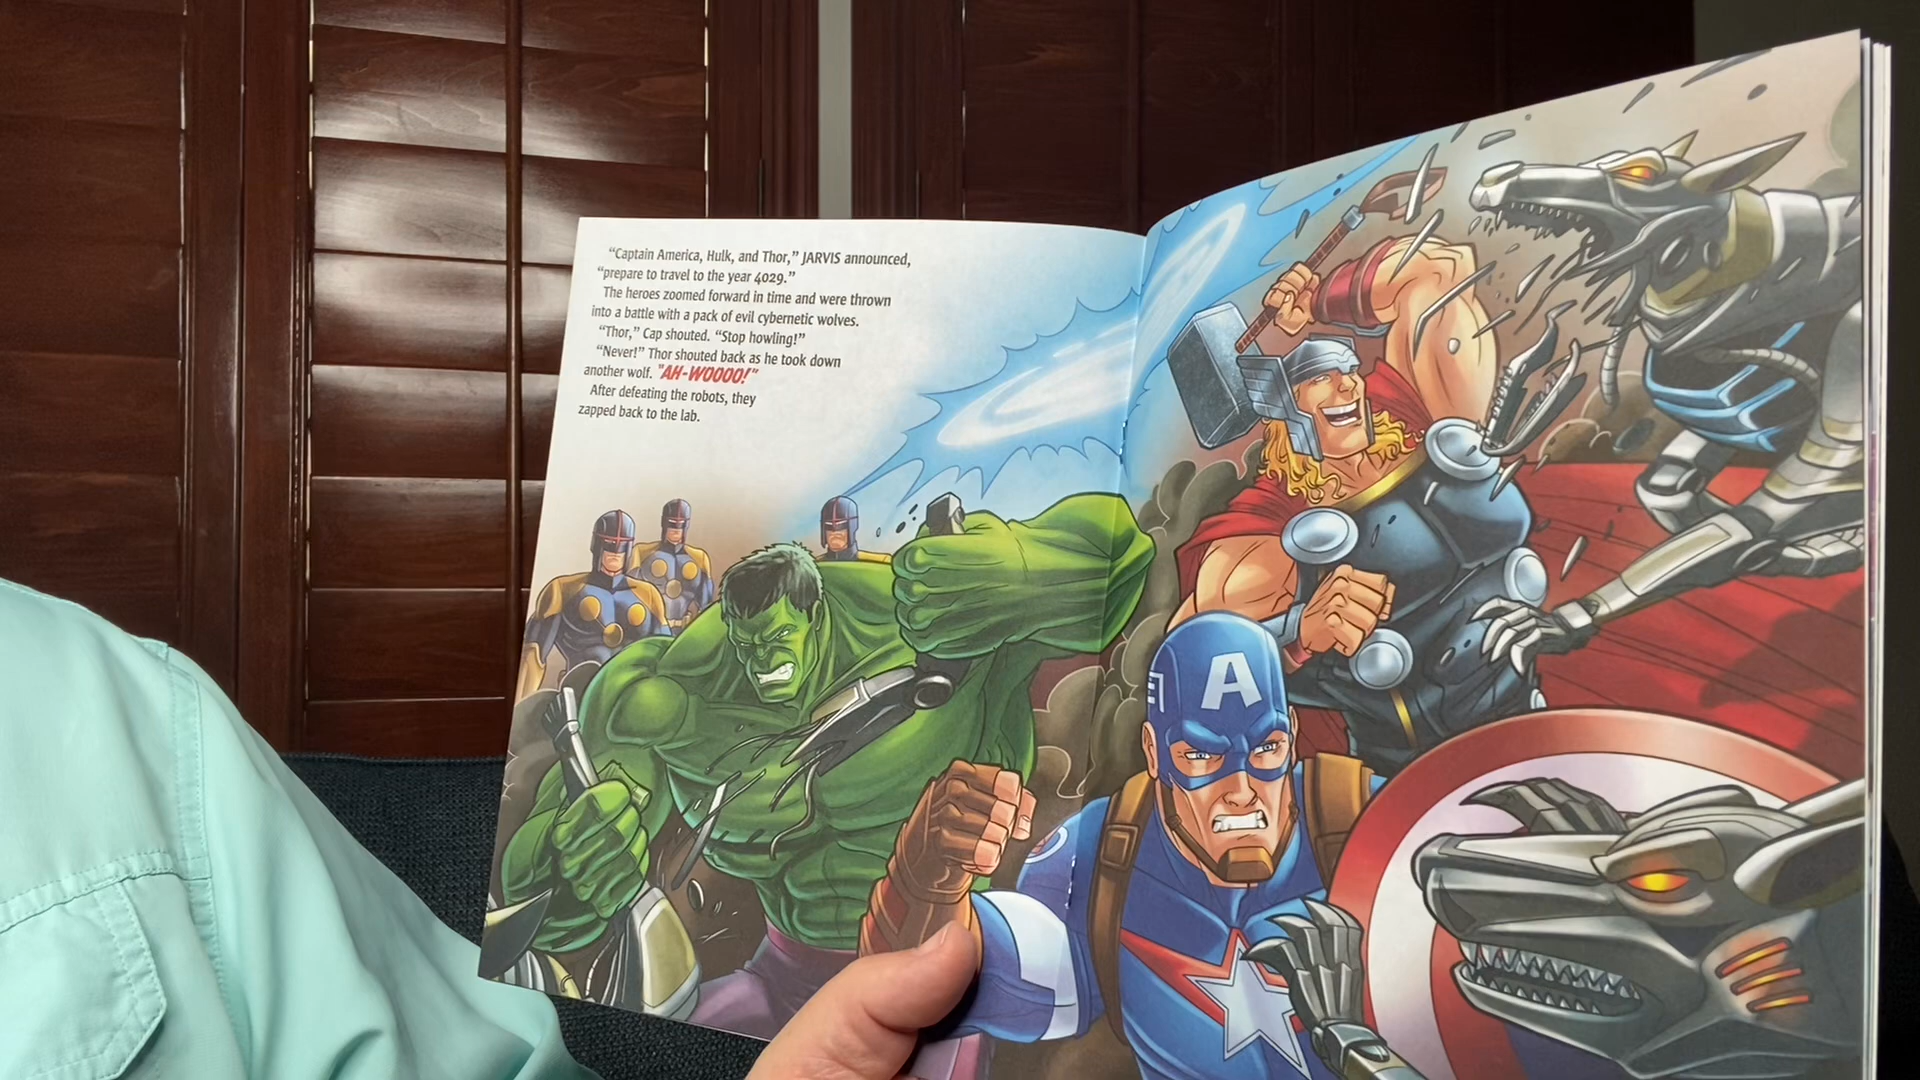 “Captain America, Hulk, and Thor,” JARVIS announced,
“prepare to travel to the year 4029.”
The heroes zoomed forward in time and were thrown
into a battle with a pack of evil cybernetic wolves.
“Thor,” Cap shouted. “Stop howling!”
“Never!” Thor shouted back as he took down
another wolf. “AH-WOOOO!”
After defeating the robots, they
zapped back to the lab.
A